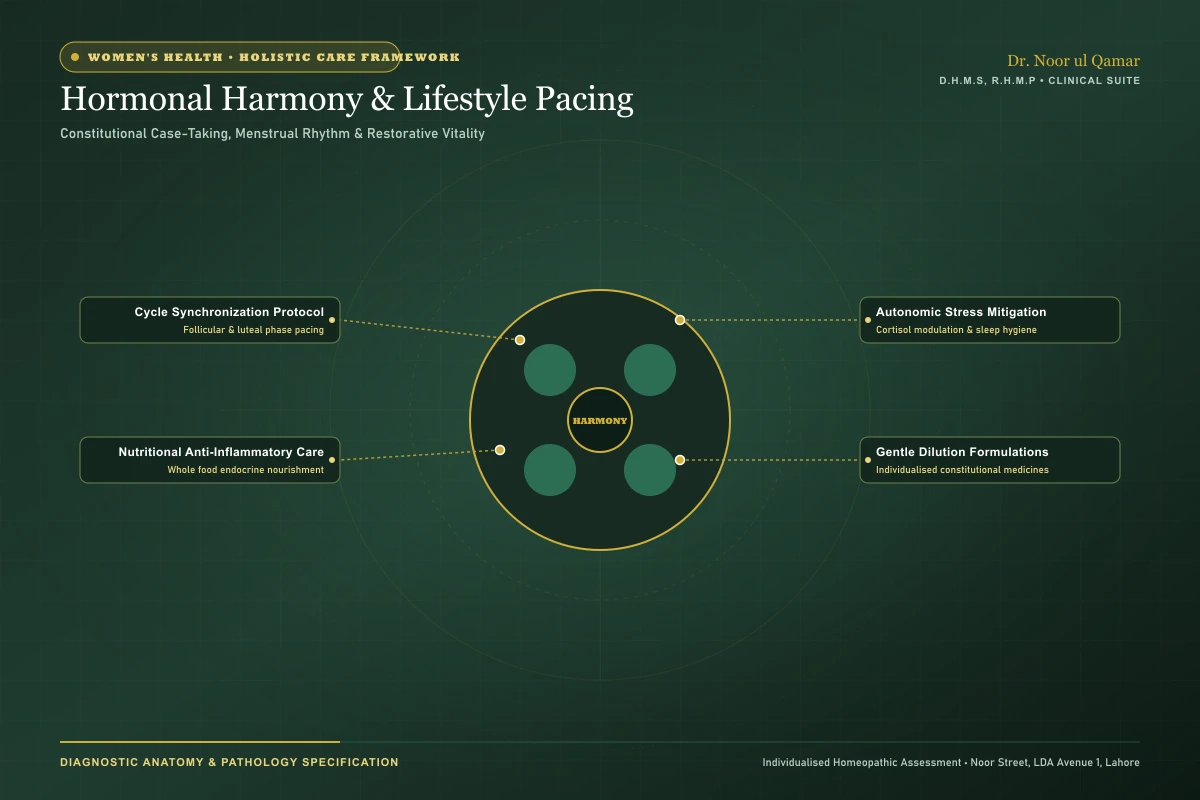 WOMEN'S HEALTH • HOLISTIC CARE FRAMEWORK
Hormonal Harmony & Lifestyle Pacing
Constitutional Case-Taking, Menstrual Rhythm & Restorative Vitality
Dr. Noor ul Qamar
D.H.M.S, R.H.M.P • CLINICAL SUITE
Cycle Synchronization Protocol
Follicular & luteal phase pacing
Autonomic Stress Mitigation
Cortisol modulation & sleep hygiene
HARMONY
Nutritional Anti-Inflammatory Care
Whole food endocrine nourishment
Gentle Dilution Formulations
Individualised constitutional medicines
DIAGNOSTIC ANATOMY & PATHOLOGY SPECIFICATION
Individualised Homeopathic Assessment • Noor Street, LDA Avenue 1, Lahore